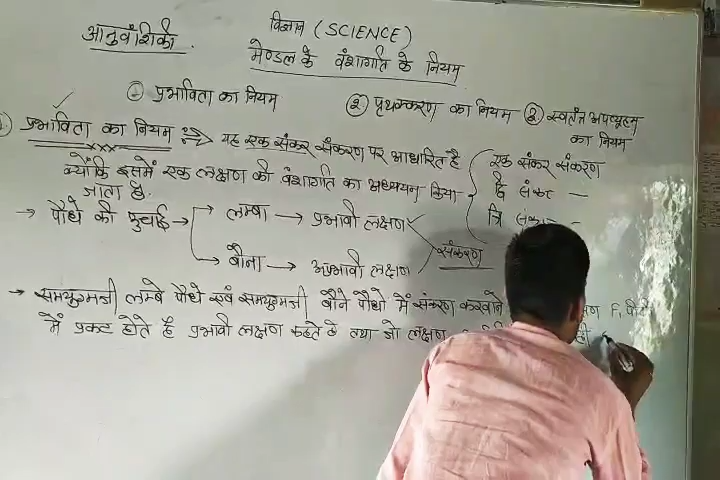 आनुवंशिकी
विज्ञान (SCIENCE)
मेण्डल के वंशागति के नियम
① प्रभाविता का नियम ② पृथक्करण का नियम ③ स्वतंत्र अपव्यूहन
का नियम
प्रभाविता का नियम ⇒ यह एक संकर संकरण पर आधारित है
क्योंकि इसमें एक लक्षण की वंशागति का अध्ययन किया
जाता है।
एक संकर संकरण
द्वि संकर —
त्रि संकर —
→ पौधे की ऊंचाई → लम्बा → प्रभावी लक्षण
बौना → अप्रभावी लक्षण
संकरण
→ समयुग्मजी लम्बे पौधे एवं समयुग्मजी बौने पौधों में संकरण करवाने F₁
में प्रकट होते है प्रभावी लक्षण कहते है तथा जो लक्षण